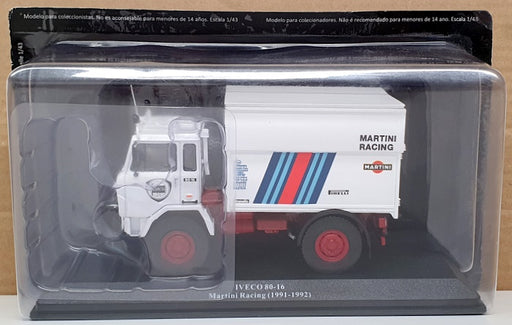 Modelo para coleccionistas. No es aconsejable para menores de 14 años. Escala 1/43
Modelo para colecionadores. Não é recomendado para menores de 14 ano. Escala 1/43
MARTINI
RACING
MARTINI
PIRELLI
IVECO 80-16
Martini Racing (1991-1992)